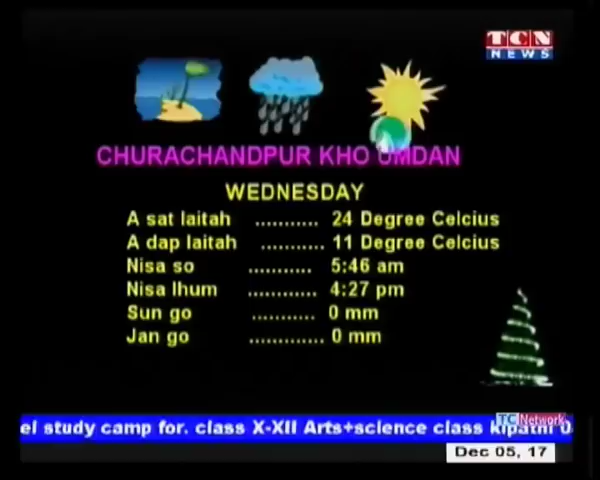 TCN
NEWS
CHURACHANDPUR KHO UMDAN
WEDNESDAY
A sat laitah ........... 24 Degree Celcius
A dap laitah ........... 11 Degree Celcius
Nisa so ........... 5:46 am
Nisa lhum ............ 4:27 pm
Sun go ........... 0 mm
Jan go ............. 0 mm
TC Network
el study camp for. class X-XII Arts+science class kipatni
Dec 05, 17